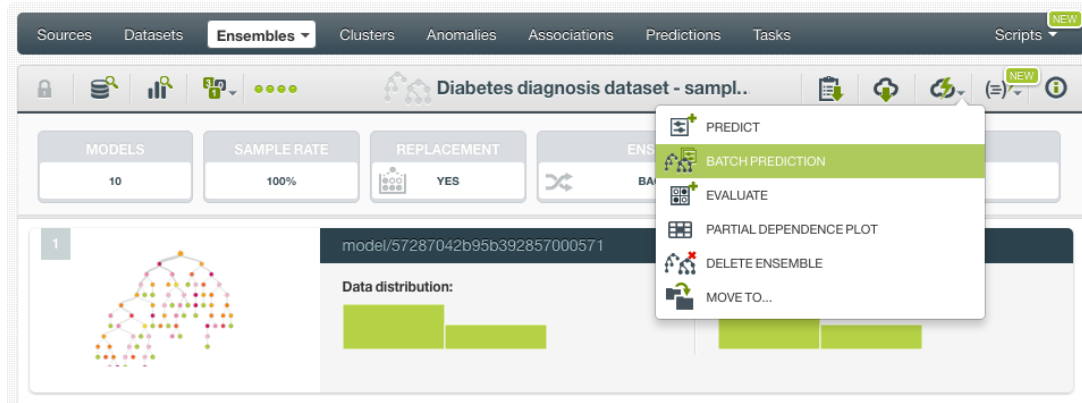 NEW
Sources Datasets Ensembles Clusters Anomalies Associations Predictions Tasks Scripts
Diabetes diagnosis dataset - sampl..
NEW
PREDICT
BATCH PREDICTION
EVALUATE
PARTIAL DEPENDENCE PLOT
DELETE ENSEMBLE
MOVE TO...
MODELS SAMPLE RATE REPLACEMENT ENS
10 100% YES BA
1
model/57287042b95b392857000571
Data distribution: